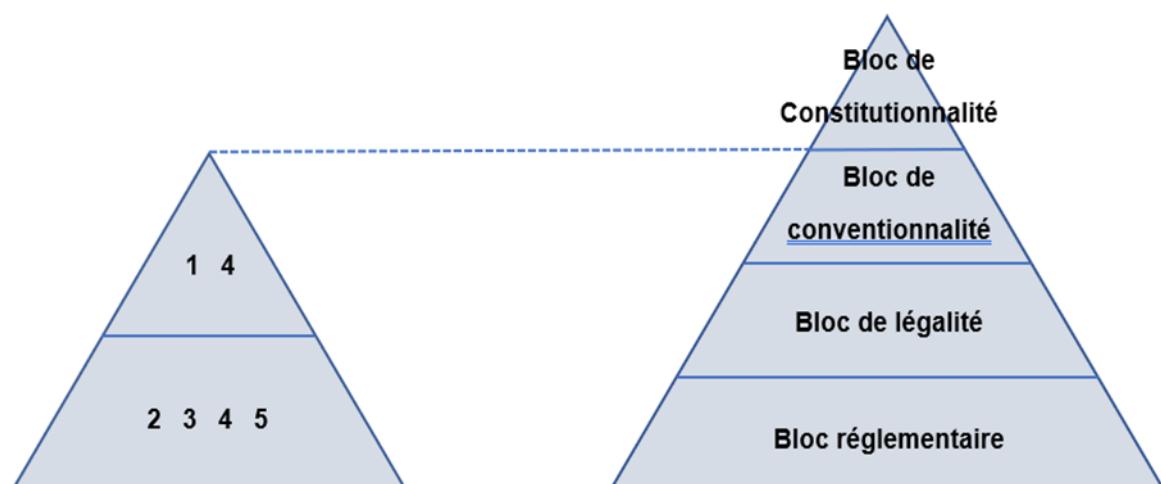 1 4
2 3 4 5
Bloc de
Constitutionnalité
Bloc de
conventionnalité
Bloc de légalité
Bloc réglementaire